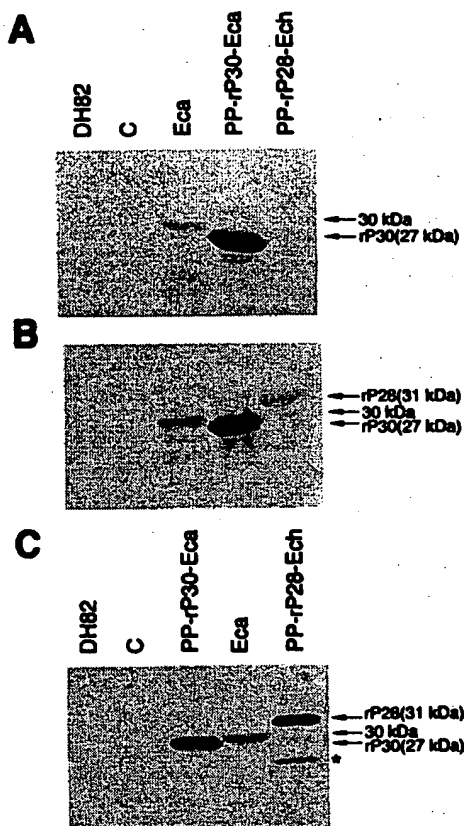 A
DH82
C
Eca
PP-rP30-Eca
PP-rP28-Ech
30 kDa
rP30(27 kDa)
B
rP28(31 kDa)
30 kDa
rP30(27 kDa)
C
DH82
C
PP-rP30-Eca
Eca
PP-rP28-Ech
rP28(31 kDa)
30 kDa
rP30(27 kDa)
*